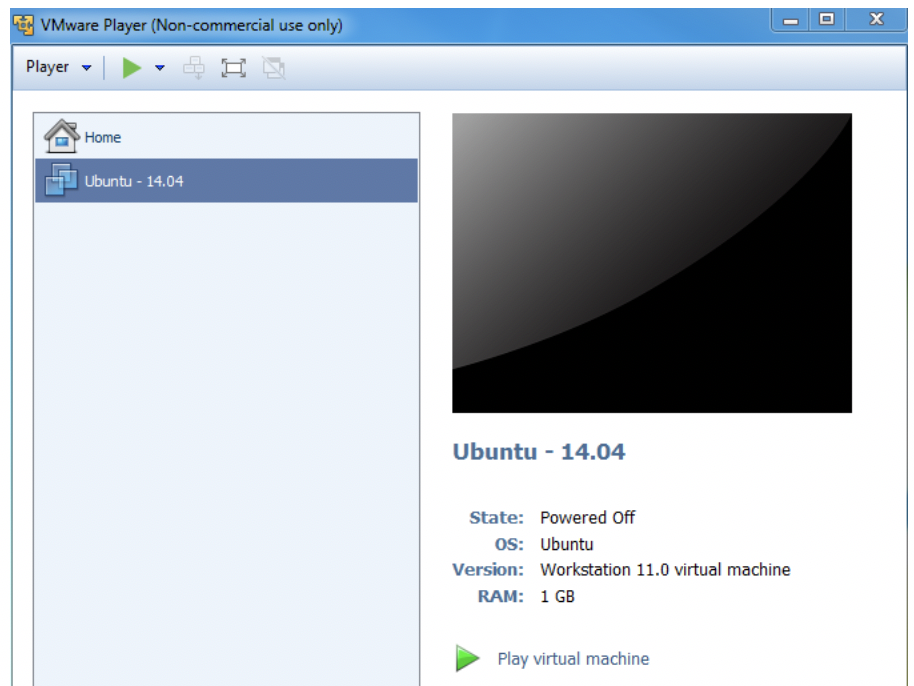 VMware Player (Non-commercial use only)
Player
Home
Ubuntu - 14.04
Ubuntu - 14.04
State: Powered Off
OS: Ubuntu
Version: Workstation 11.0 virtual machine
RAM: 1 GB
Play virtual machine